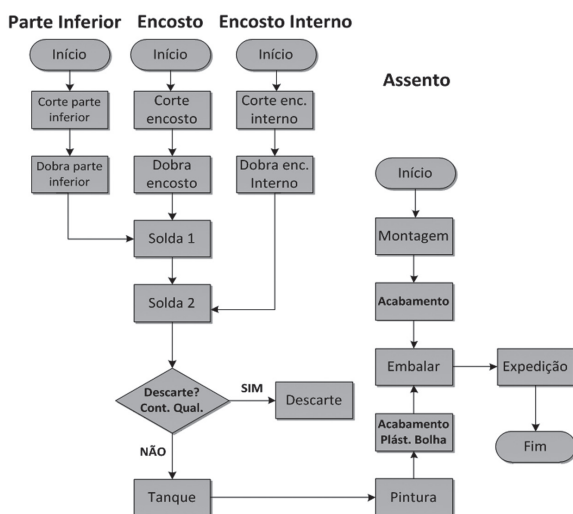 Parte Inferior
Encosto
Encosto Interno
Início
Início
Início
Assento
Corte parte
inferior
Corte
encosto
Corte enc.
interno
Dobra parte
inferior
Dobra
encosto
Dobra enc.
Interno
Início
Solda 1
Montagem
Solda 2
Acabamento
Embalar
Expedição
Descarte?
Cont. Qual.
SIM
Descarte
Acabamento
Plást. Bolha
Fim
NÃO
Tanque
Pintura